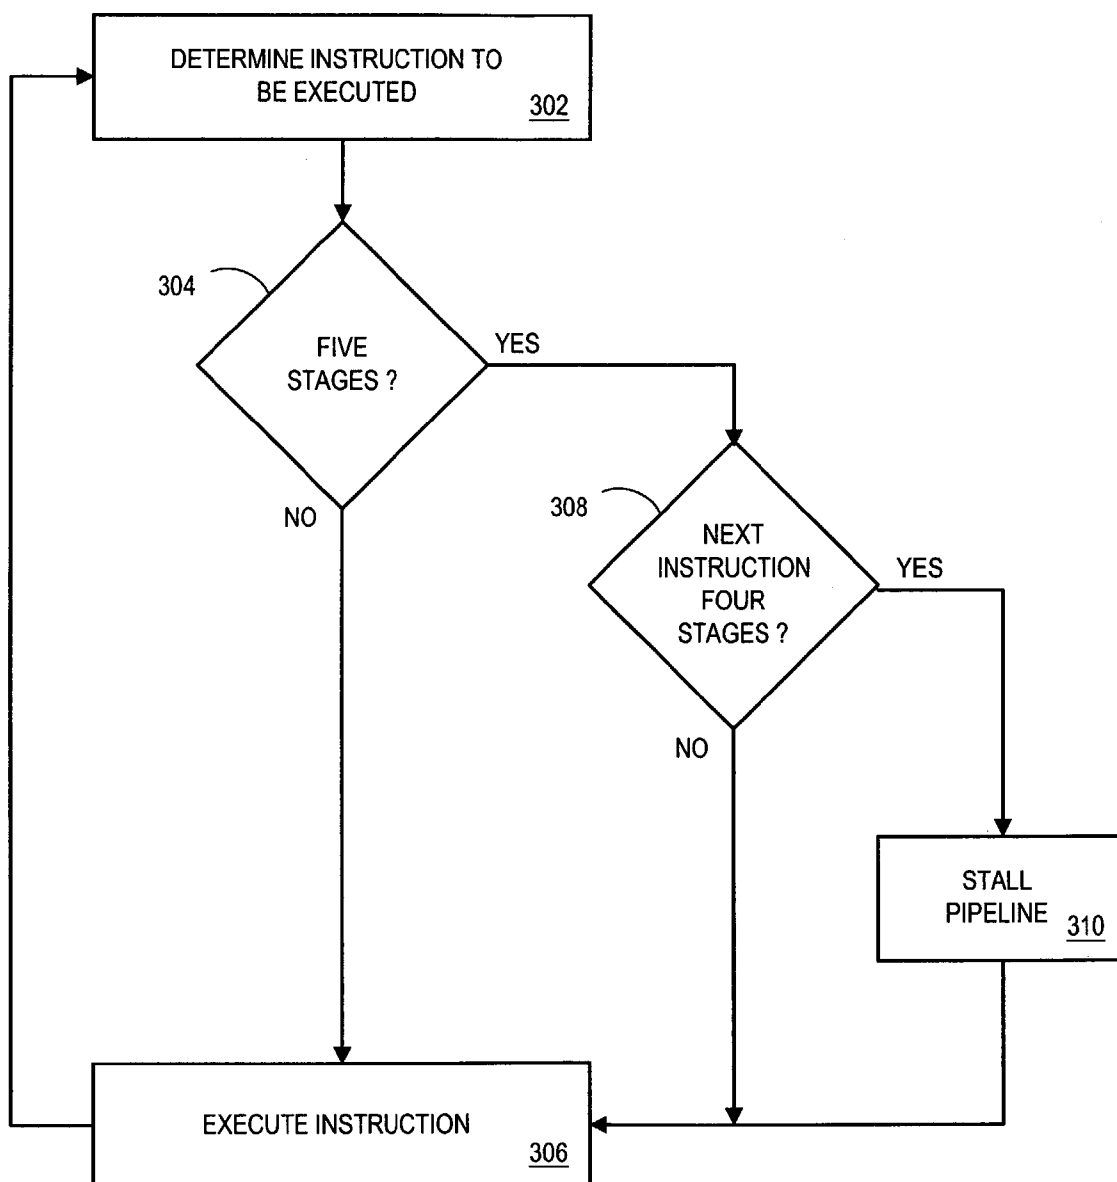 DETERMINE INSTRUCTION TO
BE EXECUTED
302
304
FIVE
STAGES ?
YES
NO
308
NEXT
INSTRUCTION
FOUR
STAGES ?
YES
NO
STALL
PIPELINE
310
EXECUTE INSTRUCTION
306